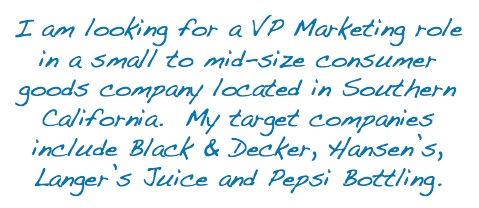 I am looking for a VP Marketing role
in a small to mid-size consumer
goods company located in Southern
California. My target companies
include Black & Decker, Hansen's,
Langer's Juice and Pepsi Bottling.